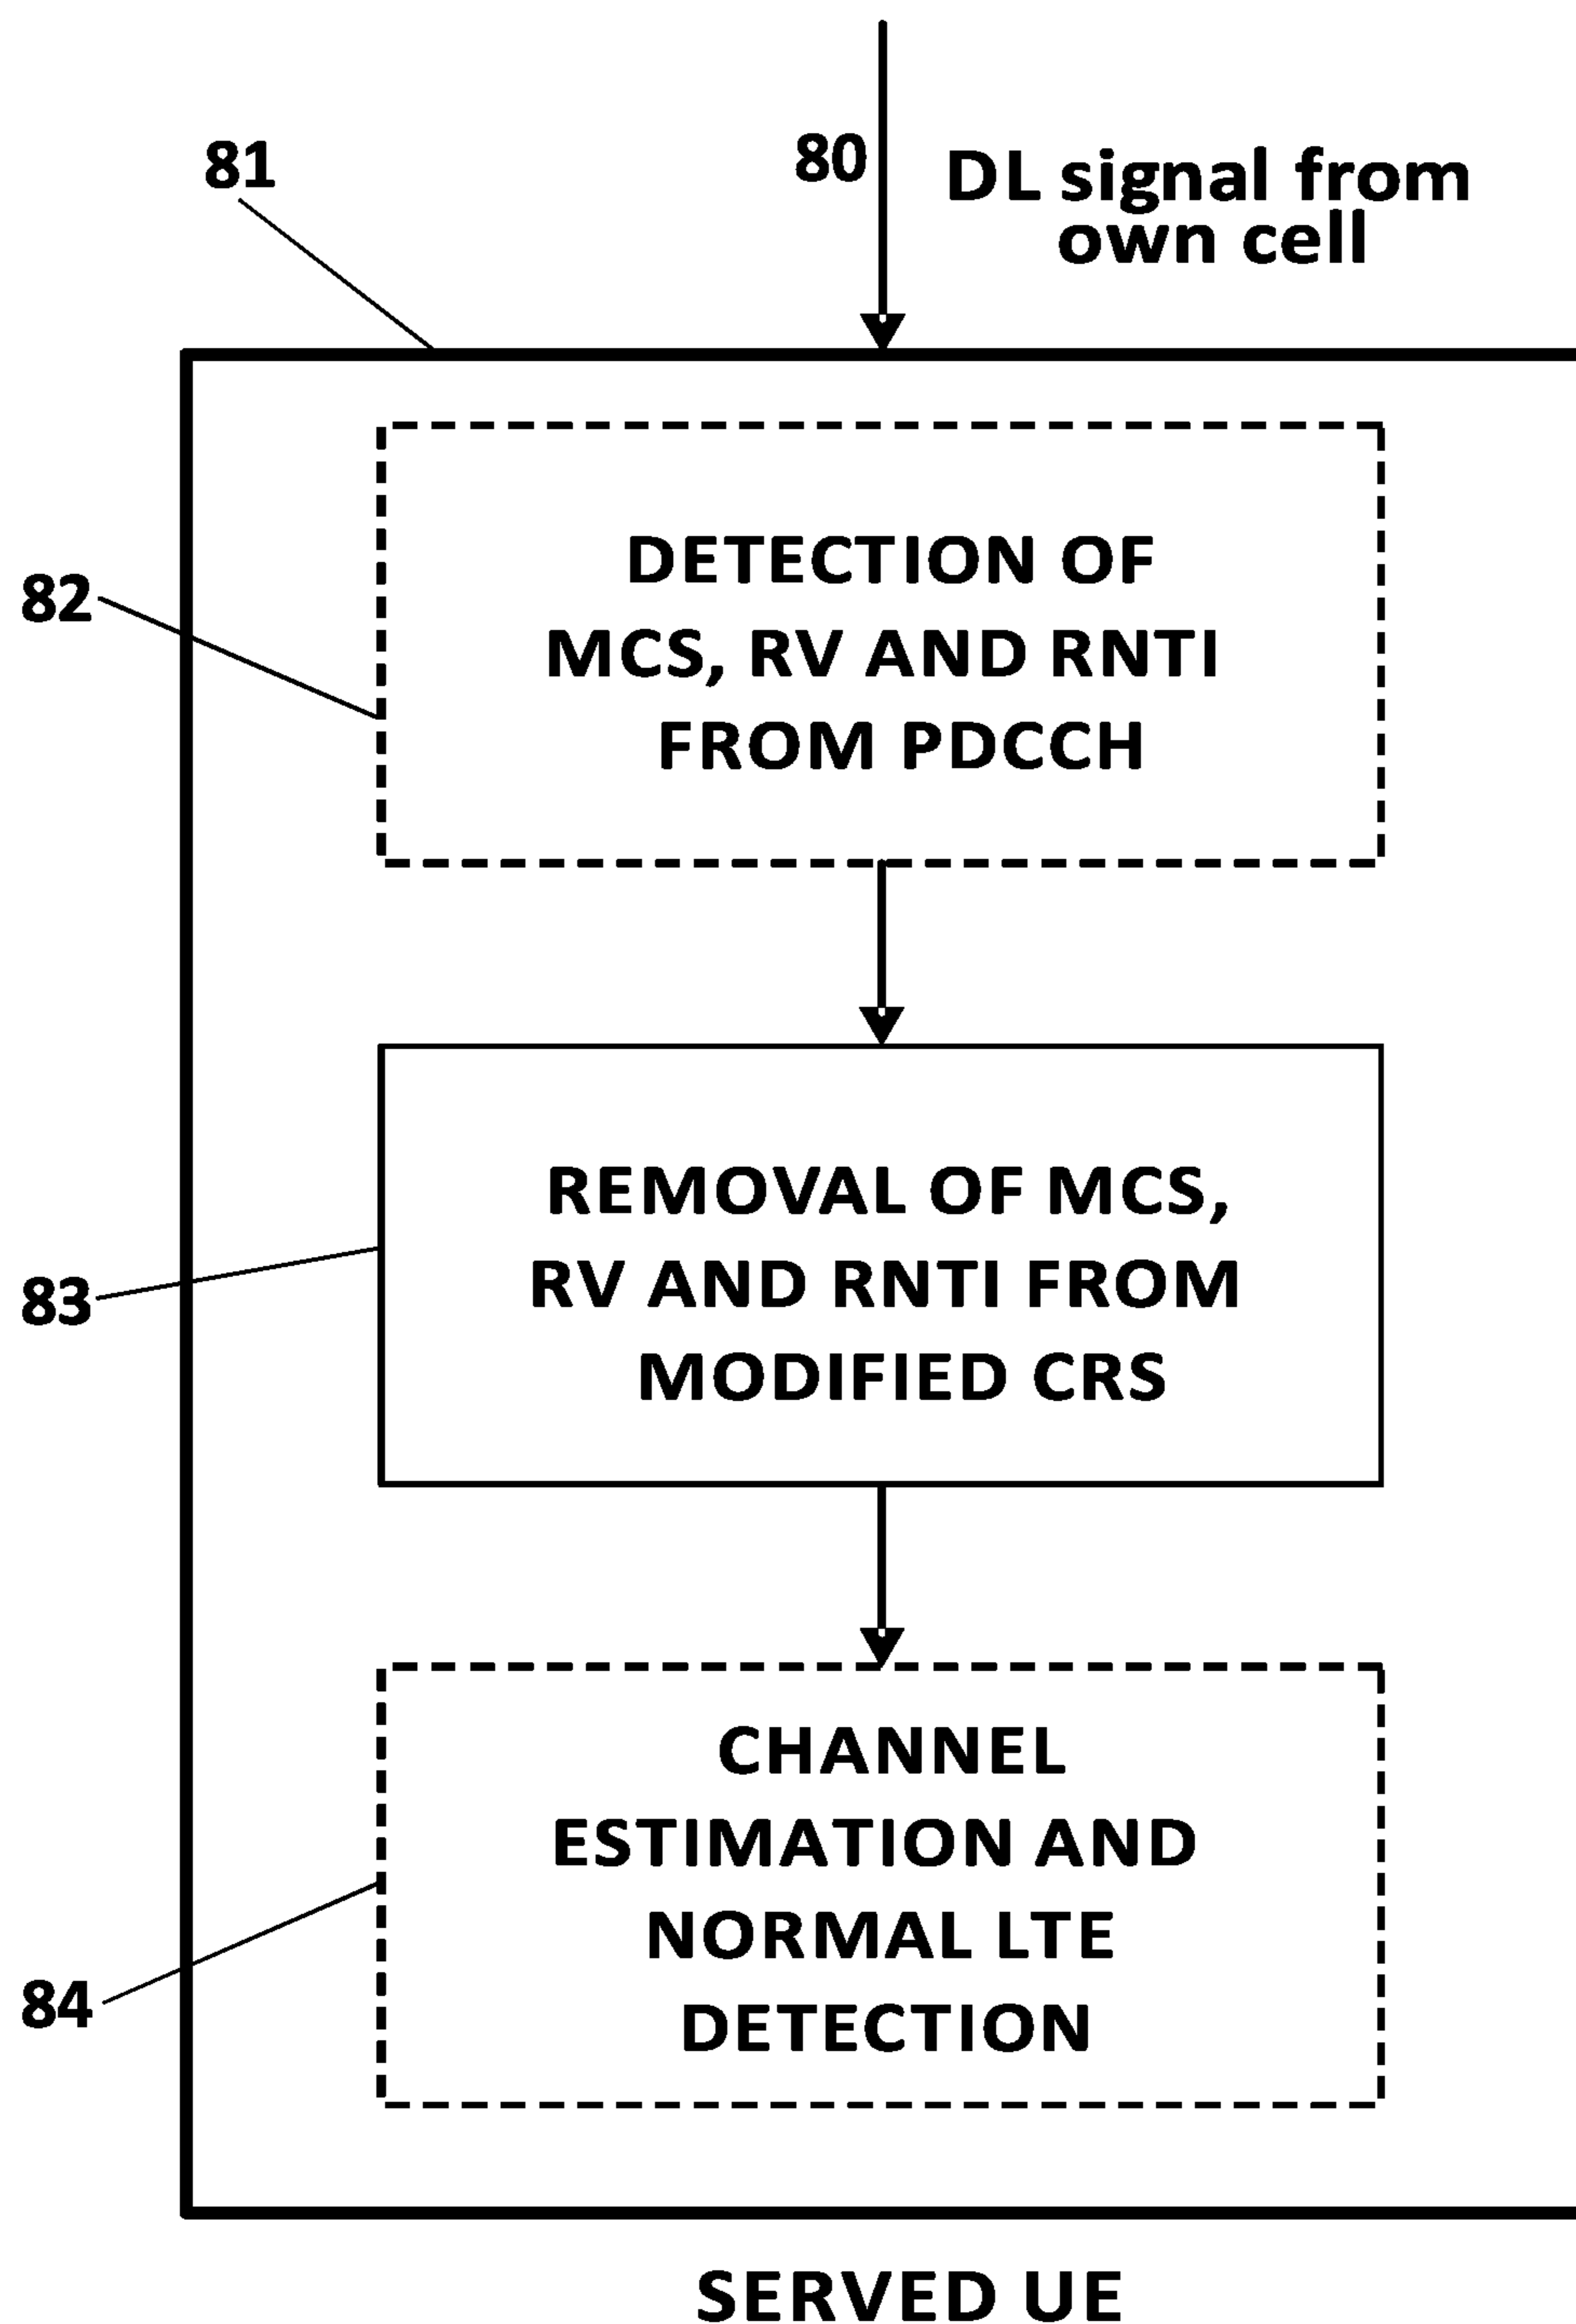 81
80
DL signal from
own cell
82
DETECTION OF
MCS, RV AND RNTI
FROM PDCCH
83
REMOVAL OF MCS,
RV AND RNTI FROM
MODIFIED CRS
84
CHANNEL
ESTIMATION AND
NORMAL LTE
DETECTION
SERVED UE